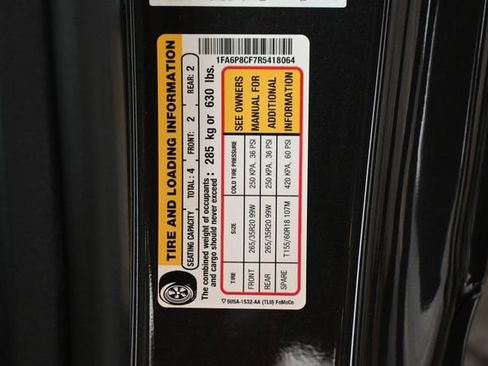 1FA6P8CF7R5418064
TIRE AND LOADING INFORMATION
SEATING CAPACITY TOTAL: 4 FRONT: 2 REAR: 2
The combined weight of occupants
and cargo should never exceed : 285 kg or 630 lbs.
TIRE SIZE COLD TIRE PRESSURE
FRONT 265/35R20 99W 250 KPA, 36 PSI
REAR 265/35R20 99W 250 KPA, 36 PSI
SPARE T155/60R18 107M 420 KPA, 60 PSI
SEE OWNERS
MANUAL FOR
ADDITIONAL
INFORMATION
5U5A-1532-AA (TLU) FoMoCo